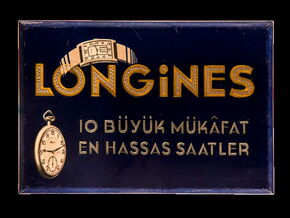 LONGiNES
10 BÜYÜK MÜKÂFAT
EN HASSAS SAATLER